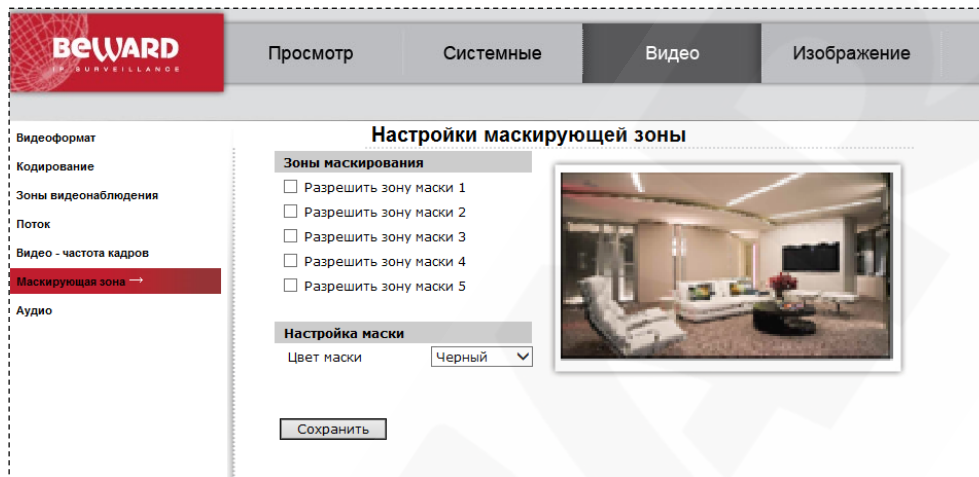 BEWARD
IP SURVEILLANCE
Просмотр
Системные
Видео
Изображение
Видеоформат
Кодирование
Зоны видеонаблюдения
Поток
Видео - частота кадров
Маскирующая зона →
Аудио
Настройки маскирующей зоны
Зоны маскирования
Разрешить зону маски 1
Разрешить зону маски 2
Разрешить зону маски 3
Разрешить зону маски 4
Разрешить зону маски 5
Настройка маски
Цвет маски Черный
Сохранить